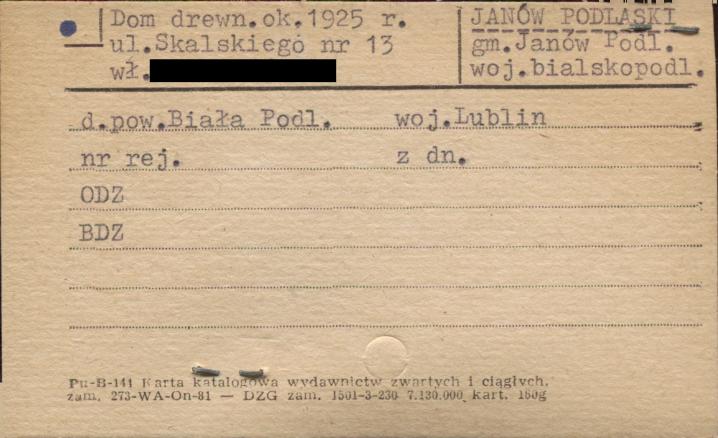 Dom drewn.ok.1925 r.
ul.Skalskiego nr 13
wł.
JANÓW PODLASKI
gm.Janów Podl.
woj.bialskopodl.
d.pow.Biała Podl. woj.Lublin
nr rej. z dn.
ODZ
BDZ
Pu-B-141 Karta katalogowa wydawnictw zwartych i ciągłych.
zam. 273-WA-On-81 — DZG zam. 1501-3-230 7.130.000 kart. 160g